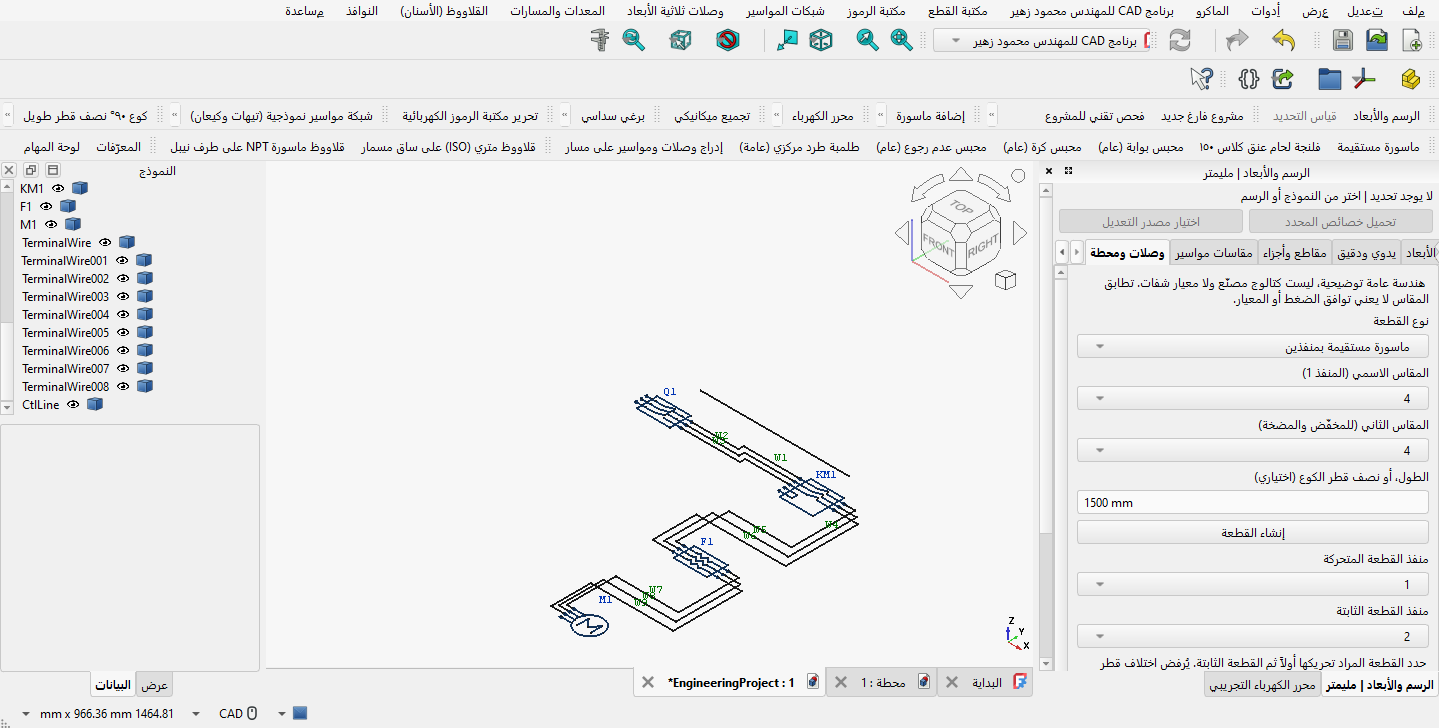 ملف تعديل عرض أدوات الماكرو برنامج CAD للمهندس محمود زهير مكتبة القطع مكتبة الرموز شبكات المواسير وصلات ثلاثية الأبعاد المعدات والمسارات القلاووظ (الأسنان) النوافذ مساعدة
برنامج CAD للمهندس محمود زهير
الرسم والأبعاد قياس التحديد مشروع فارغ جديد فحص تقني للمشروع » إضافة ماسورة » محرر الكهرباء » تجميع ميكانيكي برغي سداسي » تحرير مكتبة الرموز الكهربائية شبكة مواسير نموذجية (تيهات وكيعان) » كوع ٩٠° نصف قطر طويل »
ماسورة مستقيمة فلنجة لحام عنق كلاس ١٥٠ محبس بوابة (عام) محبس كرة (عام) محبس عدم رجوع (عام) طلمبة طرد مركزي (عامة) إدراج وصلات ومواسير على مسار قلاووظ متري (ISO) على ساق مسمار قلاووظ ماسورة NPT على طرف نيبل المعرّفات لوحة المهام
الرسم والأبعاد | مليمتر
لا يوجد تحديد | اختر من النموذج أو الرسم
تحميل خصائص المحدد اختيار مصدر التعديل
الأبعاد يدوي ودقيق مقاطع وأجزاء مقاسات مواسير وصلات ومحطة
هندسة عامة توضيحية، ليست كتالوج مصنّع ولا معيار شفات. تطابق
المقاس لا يعني توافق الضغط أو المعيار.
نوع القطعة
ماسورة مستقيمة بمنفذين
المقاس الاسمي (المنفذ 1)
4
المقاس الثاني (للمخفّض والمضخة)
4
الطول، أو نصف قطر الكوع (اختياري)
1500 mm
إنشاء القطعة
منفذ القطعة المتحركة
1
منفذ القطعة الثابتة
2
حدد القطعة المراد تحريكها أولاً ثم القطعة الثابتة. يُرفض اختلاف قطر
الرسم والأبعاد | مليمتر محرر الكهرباء التجريبي
TOP
FRONT
RIGHT
Q1
W2
W1
KM1
W4
W5
W6
F1
W7
W8
W9
M1
M
Z
Y
X
النموذج
KM1
F1
M1
TerminalWire
TerminalWire001
TerminalWire002
TerminalWire003
TerminalWire004
TerminalWire005
TerminalWire006
TerminalWire007
TerminalWire008
CtlLine
عرض البيانات
البداية
محطة : 1
EngineeringProject : 1*
CAD
1464.81 mm x 966.36 mm